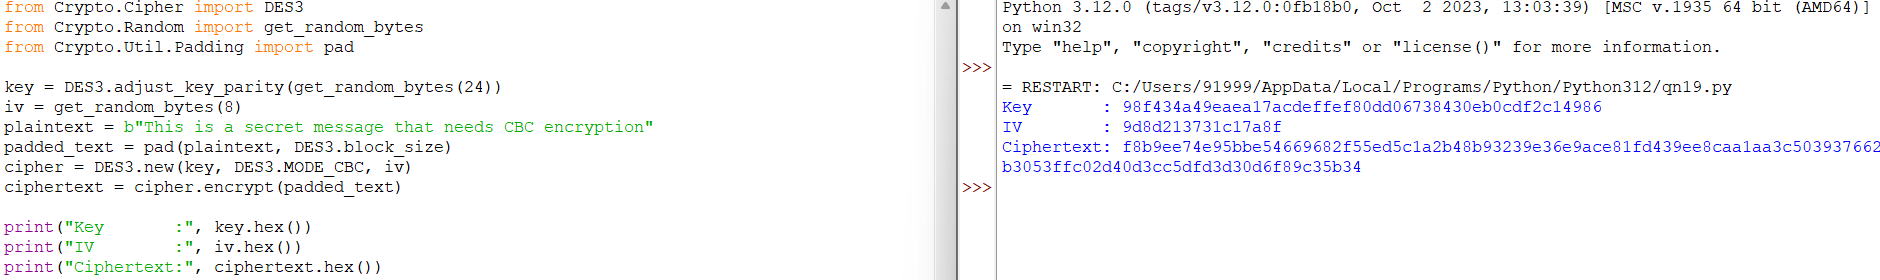 from Crypto.Cipher import DES3
from Crypto.Random import get_random_bytes
from Crypto.Util.Padding import pad
key = DES3.adjust_key_parity(get_random_bytes(24))
iv = get_random_bytes(8)
plaintext = b"This is a secret message that needs CBC encryption"
padded_text = pad(plaintext, DES3.block_size)
cipher = DES3.new(key, DES3.MODE_CBC, iv)
ciphertext = cipher.encrypt(padded_text)
print("Key       :", key.hex())
print("IV        :", iv.hex())
print("Ciphertext:", ciphertext.hex())
Python 3.12.0 (tags/v3.12.0:0fb18b0, Oct  2 2023, 13:03:39) [MSC v.1935 64 bit (AMD64)]
on win32
Type "help", "copyright", "credits" or "license()" for more information.
>>>
= RESTART: C:/Users/91999/AppData/Local/Programs/Python/Python312/qn19.py
Key       : 98f434a49eaea17acdeffef80dd06738430eb0cdf2c14986
IV        : 9d8d213731c17a8f
Ciphertext: f8b9ee74e95bbe54669682f55ed5c1a2b48b93239e36e9ace81fd439ee8caa1aa3c503937662
b3053ffc02d40d3cc5dfd3d30d6f89c35b34
>>>